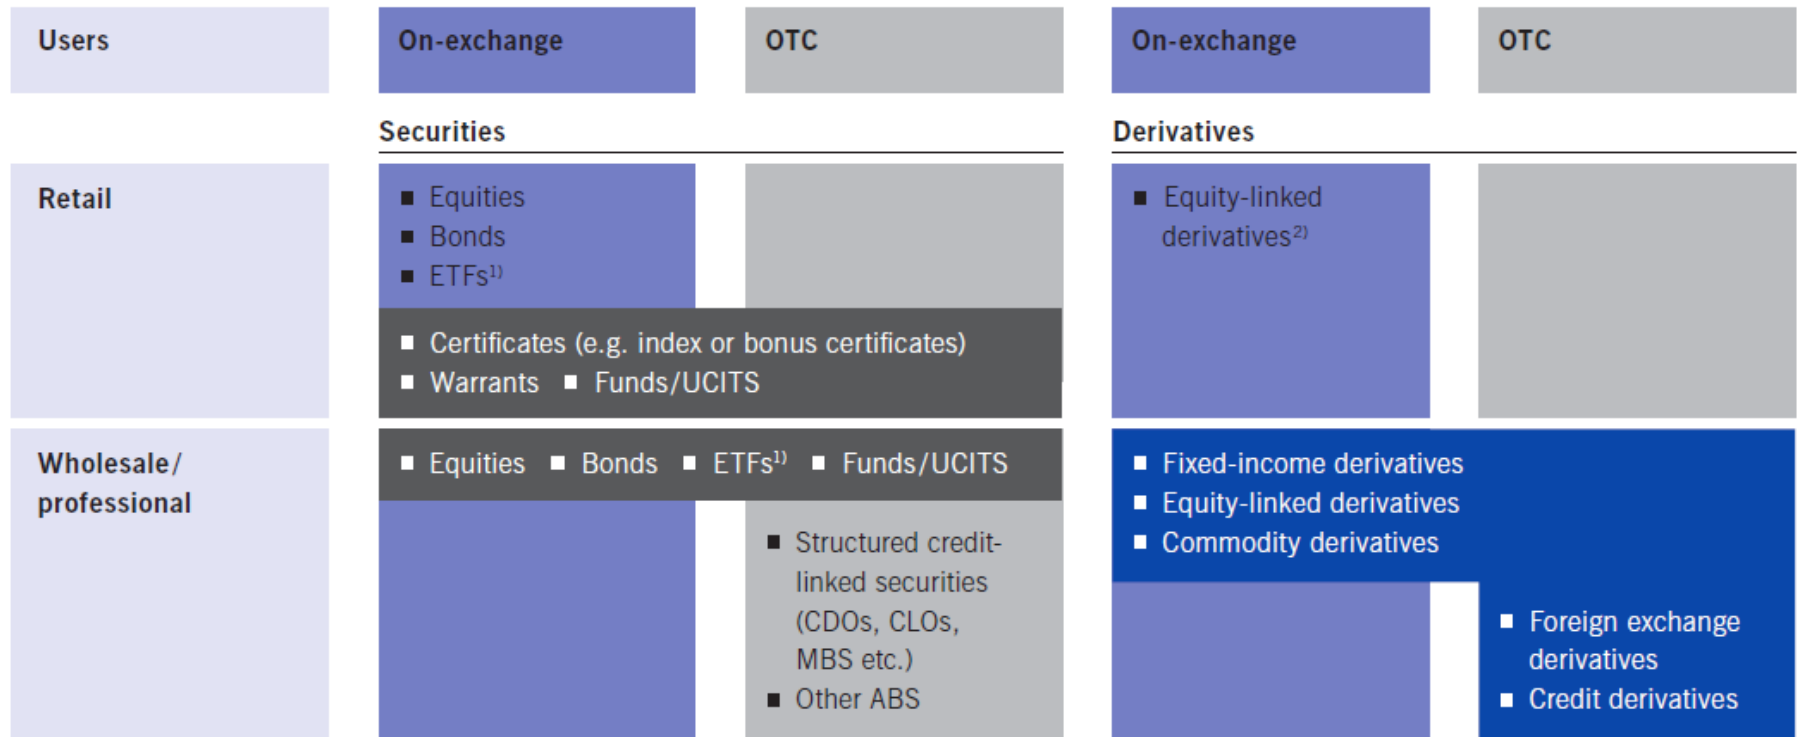 Users
On-exchange
OTC
On-exchange
OTC
Securities
Derivatives
Retail
▪ Equities
▪ Bonds
▪ ETFs¹⁾
▪ Certificates (e.g. index or bonus certificates)
▪ Warrants ▪ Funds/UCITS
▪ Equity-linked
derivatives²⁾
Wholesale/
professional
▪ Equities ▪ Bonds ▪ ETFs¹⁾ ▪ Funds/UCITS
▪ Structured credit-
linked securities
(CDOs, CLOs,
MBS etc.)
▪ Other ABS
▪ Fixed-income derivatives
▪ Equity-linked derivatives
▪ Commodity derivatives
▪ Foreign exchange
derivatives
▪ Credit derivatives